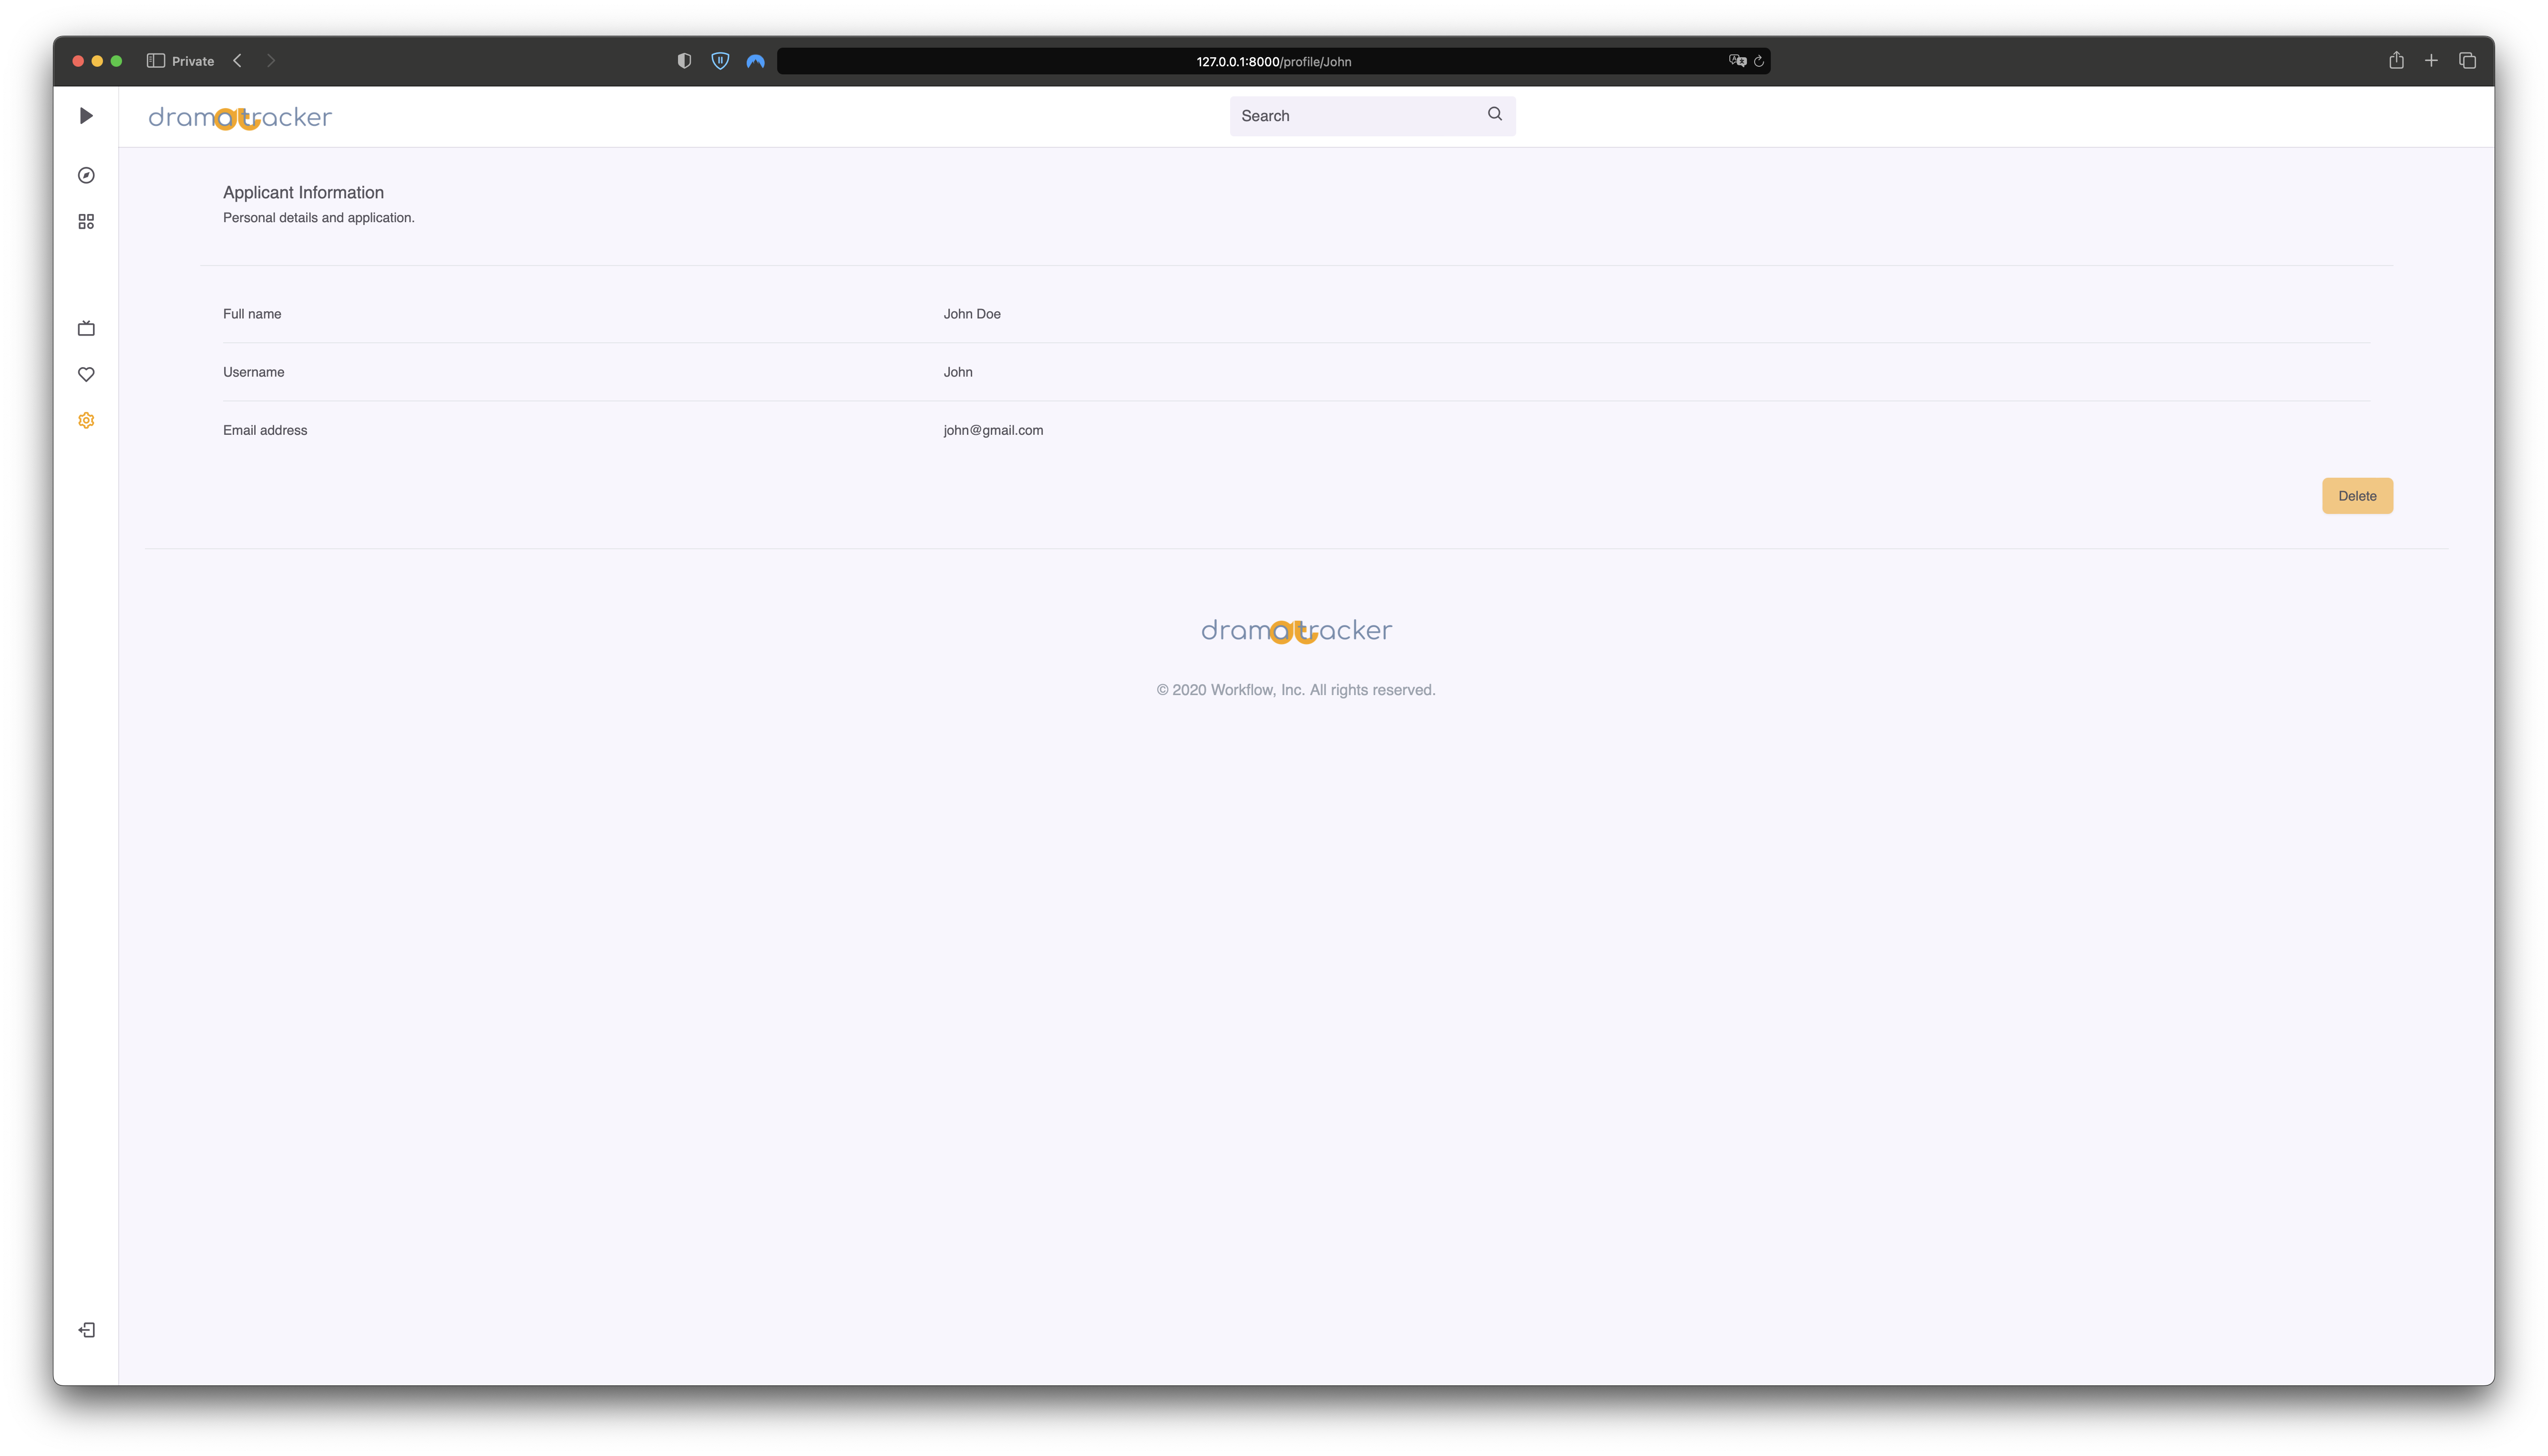 Private
127.0.0.1:8000/profile/John
dramatracker
Search
Applicant Information
Personal details and application.
Full name
John Doe
Username
John
Email address
john@gmail.com
Delete
dramatracker
© 2020 Workflow, Inc. All rights reserved.